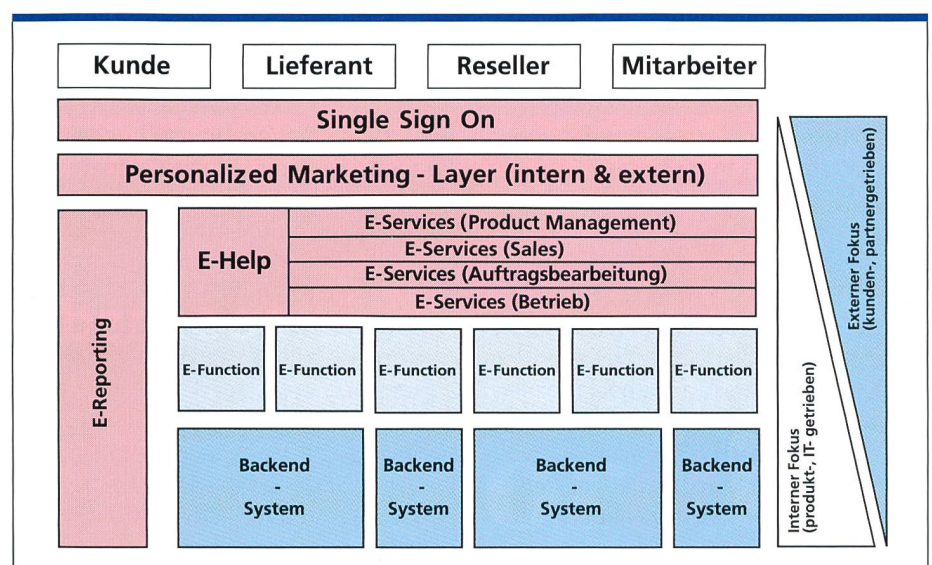 Kunde
Lieferant
Reseller
Mitarbeiter
Single Sign On
Personalized Marketing - Layer (intern & extern)
E-Reporting
E-Help
E-Services (Product Management)
E-Services (Sales)
E-Services (Auftragsbearbeitung)
E-Services (Betrieb)
E-Function
E-Function
E-Function
E-Function
E-Function
E-Function
Backend
-
System
Backend
-
System
Backend
-
System
Backend
-
System
Interner Fokus
(produkt-, IT- getrieben)
Externer Fokus
(kunden-, partnergetrieben)